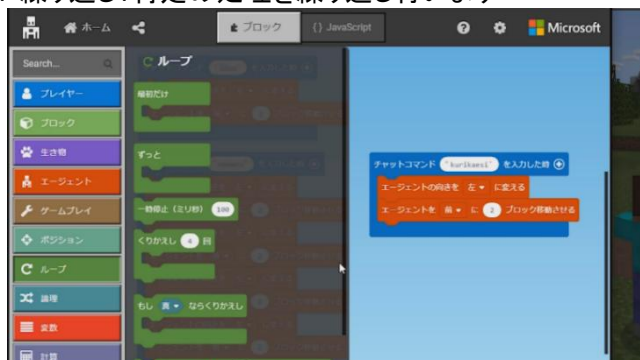 ホーム
ブロック
{} JavaScript
Microsoft
Search...
プレイヤー
ブロック
生き物
エージェント
ゲームプレイ
ポジション
ループ
論理
変数
計算
ループ
最初だけ
ずっと
一時停止 (ミリ秒) 100
くりかえし 4 回
もし 真 ならくりかえし
チャットコマンド "kurikaesi" を入力した時
エージェントの向きを 左 に変える
エージェントを 前 に 2 ブロック移動させる